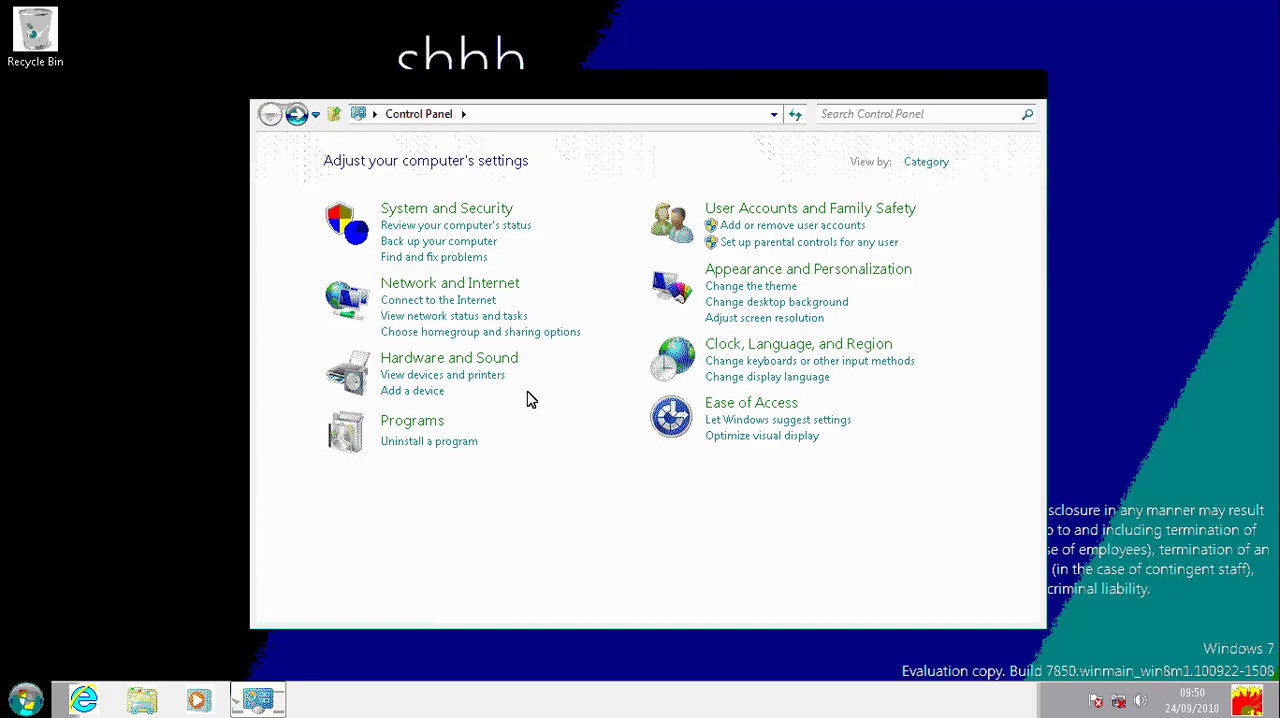 Recycle Bin
shhh
Control Panel
Search Control Panel
Adjust your computer's settings
View by: Category
System and Security
Review your computer's status
Back up your computer
Find and fix problems
Network and Internet
Connect to the Internet
View network status and tasks
Choose homegroup and sharing options
Hardware and Sound
View devices and printers
Add a device
Programs
Uninstall a program
User Accounts and Family Safety
Add or remove user accounts
Set up parental controls for any user
Appearance and Personalization
Change the theme
Change desktop background
Adjust screen resolution
Clock, Language, and Region
Change keyboards or other input methods
Change display language
Ease of Access
Let Windows suggest settings
Optimize visual display
sclosure in any manner may result
to and including termination of
se of employees), termination of an
(in the case of contingent staff),
criminal liability.
Windows 7
Evaluation copy. Build 7850.winmain_win8m1.100922-1508
09:50
24/09/2010